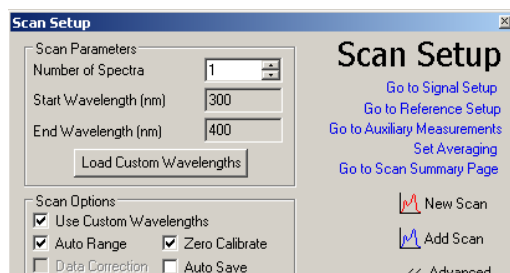 Scan Setup
Scan Parameters
Number of Spectra 1
Start Wavelength (nm) 300
End Wavelength (nm) 400
Load Custom Wavelengths
Scan Options
Use Custom Wavelengths
Auto Range Zero Calibrate
Data Correction Auto Save
Scan Setup
Go to Signal Setup
Go to Reference Setup
Go to Auxiliary Measurements
Set Averaging
Go to Scan Summary Page
New Scan
Add Scan
<< Advanced